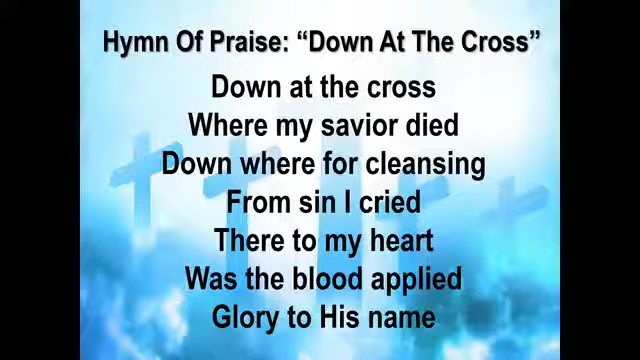 Hymn Of Praise: “Down At The Cross”
Down at the cross
Where my savior died
Down where for cleansing
From sin I cried
There to my heart
Was the blood applied
Glory to His name